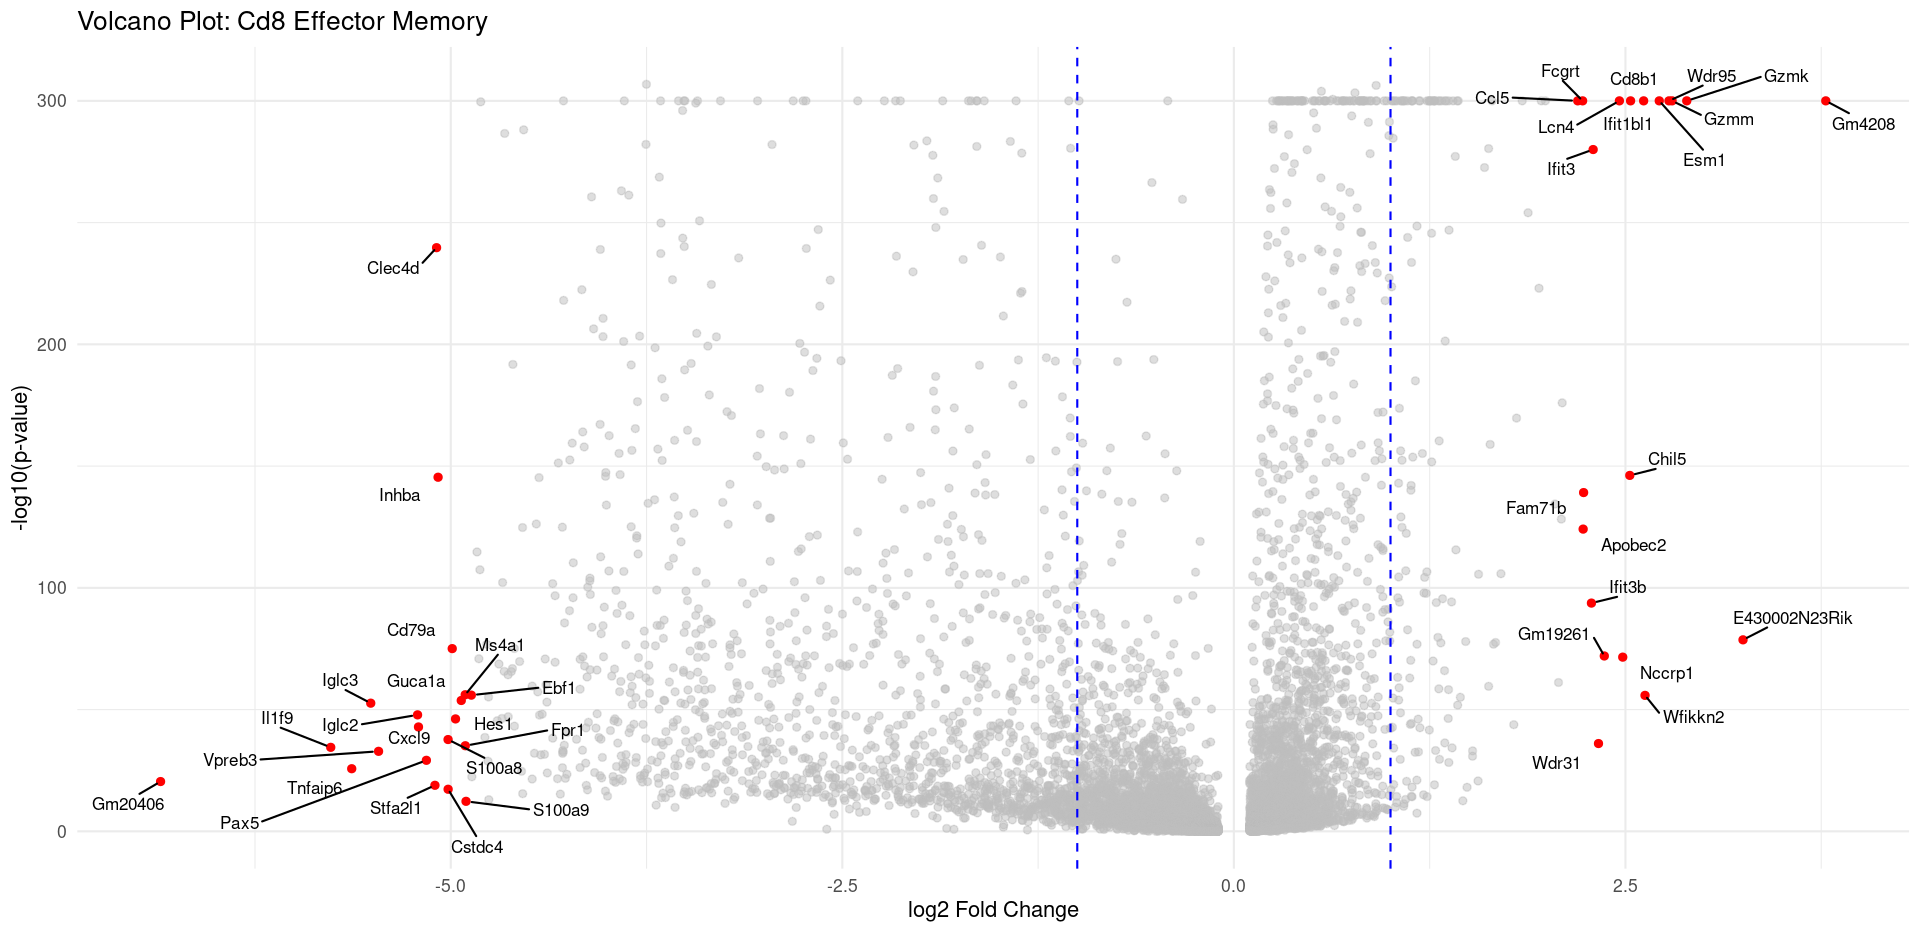 Volcano Plot: Cd8 Effector Memory
-log10(p-value)
300
200
100
0
Fcgrt
Cd8b1
Wdr95
Gzmk
Ccl5
Lcn4
Ifit1bl1
Gzmm
Gm4208
Ifit3
Esm1
Clec4d
Inhba
Chil5
Fam71b
Apobec2
Ifit3b
E430002N23Rik
Gm19261
Nccrp1
Wfikkn2
Wdr31
Cd79a
Ms4a1
Iglc3
Guca1a
Ebf1
Il1f9
Iglc2
Hes1
Fpr1
Cxcl9
Vpreb3
S100a8
Tnfaip6
Gm20406
Stfa2l1
S100a9
Pax5
Cstdc4
-5.0
-2.5
0.0
2.5
log2 Fold Change